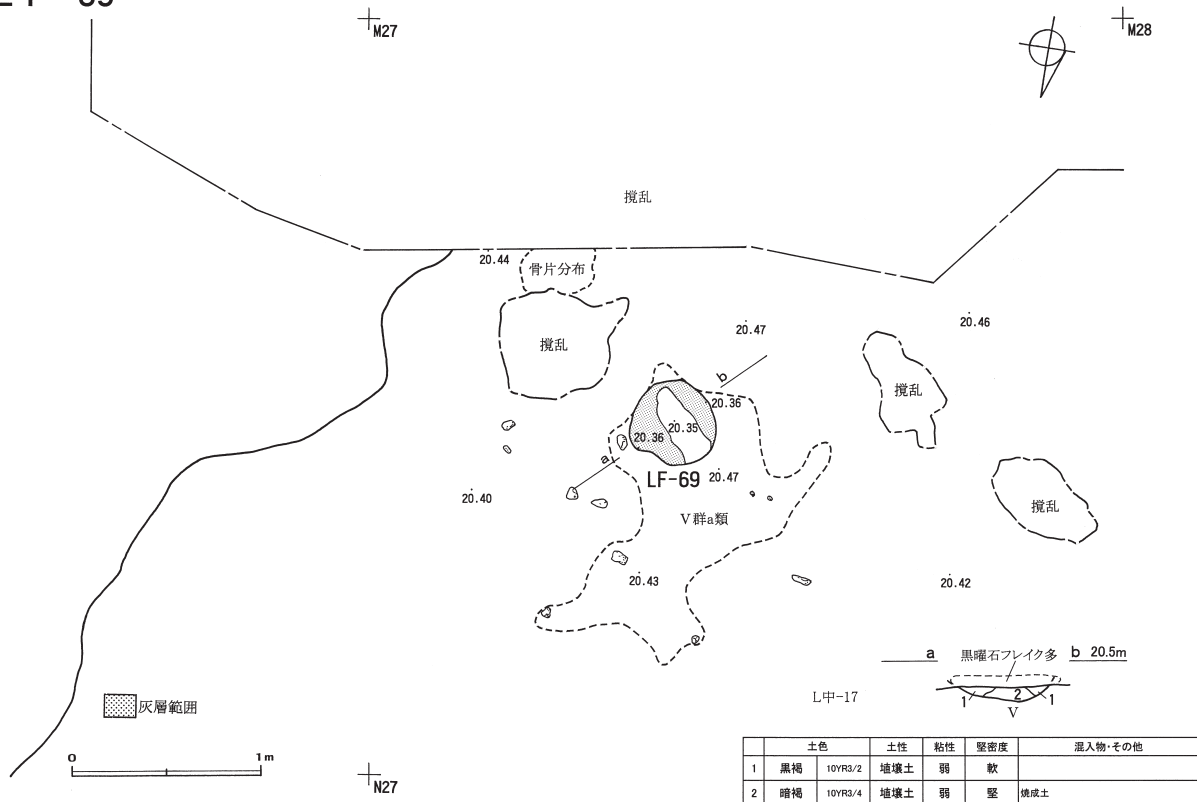 M27
M28
撹乱
20.44
骨片分布
20.47
20.46
撹乱
撹乱
b
20.36
20.35
20.36
a
LF-69
20.47
20.40
V群a類
撹乱
20.43
20.42
a 黒曜石フレイク多 b 20.5m
L中-17
1 2 1
V
灰層範囲
0 1m
N27
土色 土性 粘性 堅密度 混入物・その他
1 黒褐 10YR3/2 埴壌土 弱 軟
2 暗褐 10YR3/4 埴壌土 弱 堅 焼成土